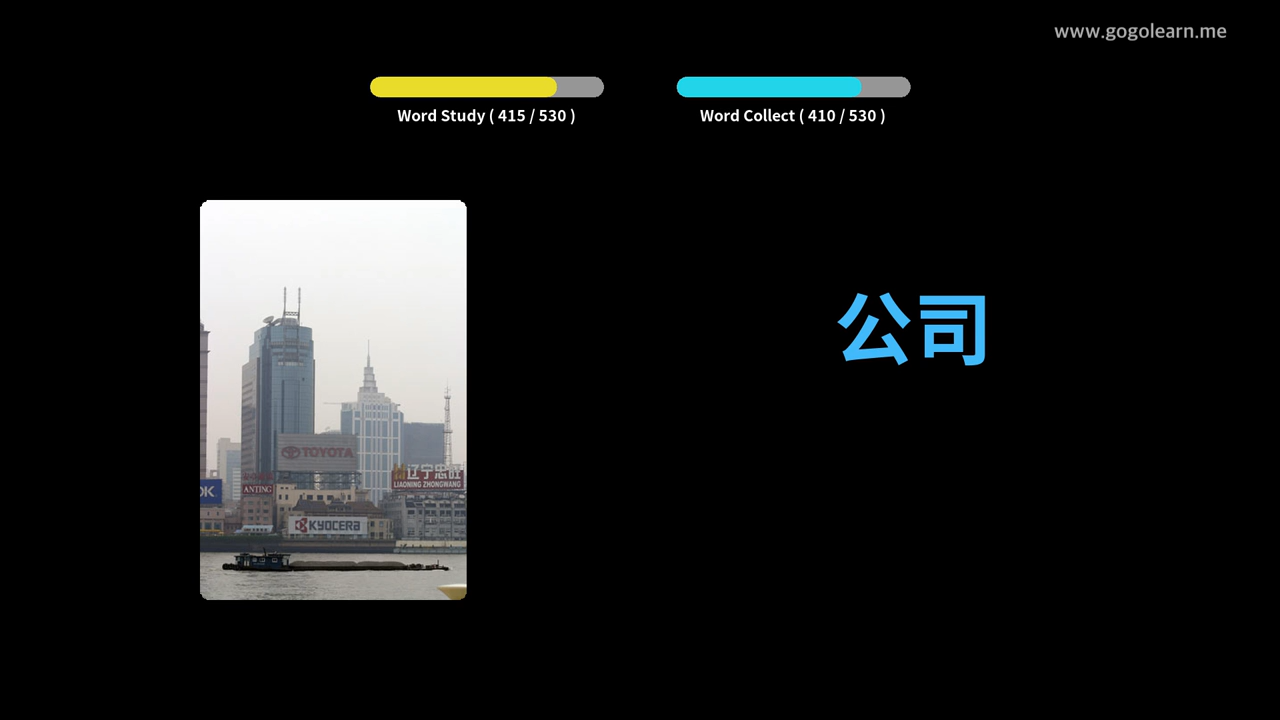 www.gogolearn.me
Word Study ( 415 / 530 )
Word Collect ( 410 / 530 )
公司
TOYOTA
辽宁忠旺
LIAONING ZHONGWANG
ANTING
OK
KYOCERA